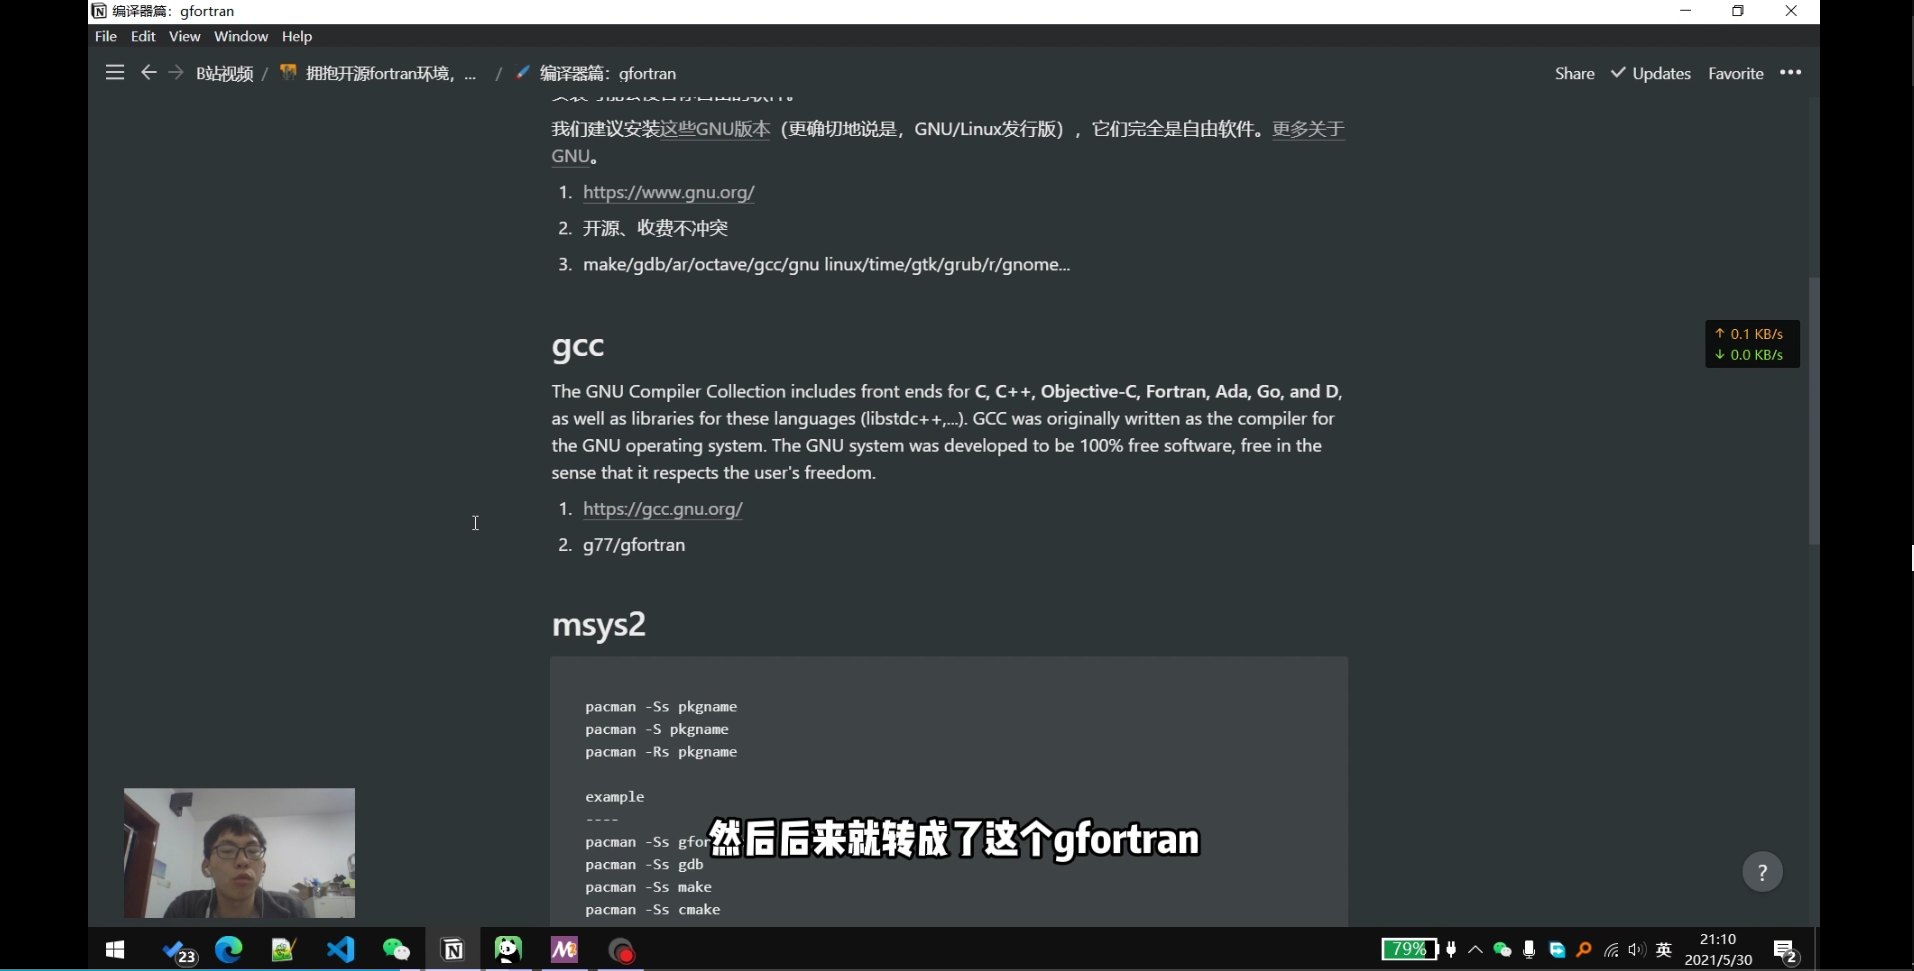 编译器篇：gfortran
File Edit View Window Help
B站视频 / 拥抱开源fortran环境，... / 编译器篇：gfortran
Share Updates Favorite •••
我们建议安装这些GNU版本（更确切地说是，GNU/Linux发行版），它们完全是自由软件。更多关于
GNU。
1. https://www.gnu.org/
2. 开源、收费不冲突
3. make/gdb/ar/octave/gcc/gnu linux/time/gtk/grub/r/gnome...
↑ 0.1 KB/s
↓ 0.0 KB/s
gcc
The GNU Compiler Collection includes front ends for C, C++, Objective-C, Fortran, Ada, Go, and D,
as well as libraries for these languages (libstdc++,...). GCC was originally written as the compiler for
the GNU operating system. The GNU system was developed to be 100% free software, free in the
sense that it respects the user's freedom.
1. https://gcc.gnu.org/
2. g77/gfortran
msys2
pacman -Ss pkgname
pacman -S pkgname
pacman -Rs pkgname
example
----
pacman -Ss gfor
然后后来就转成了这个gfortran
pacman -Ss gdb
pacman -Ss make
pacman -Ss cmake
?
23
79%
英
21:10
2021/5/30
2